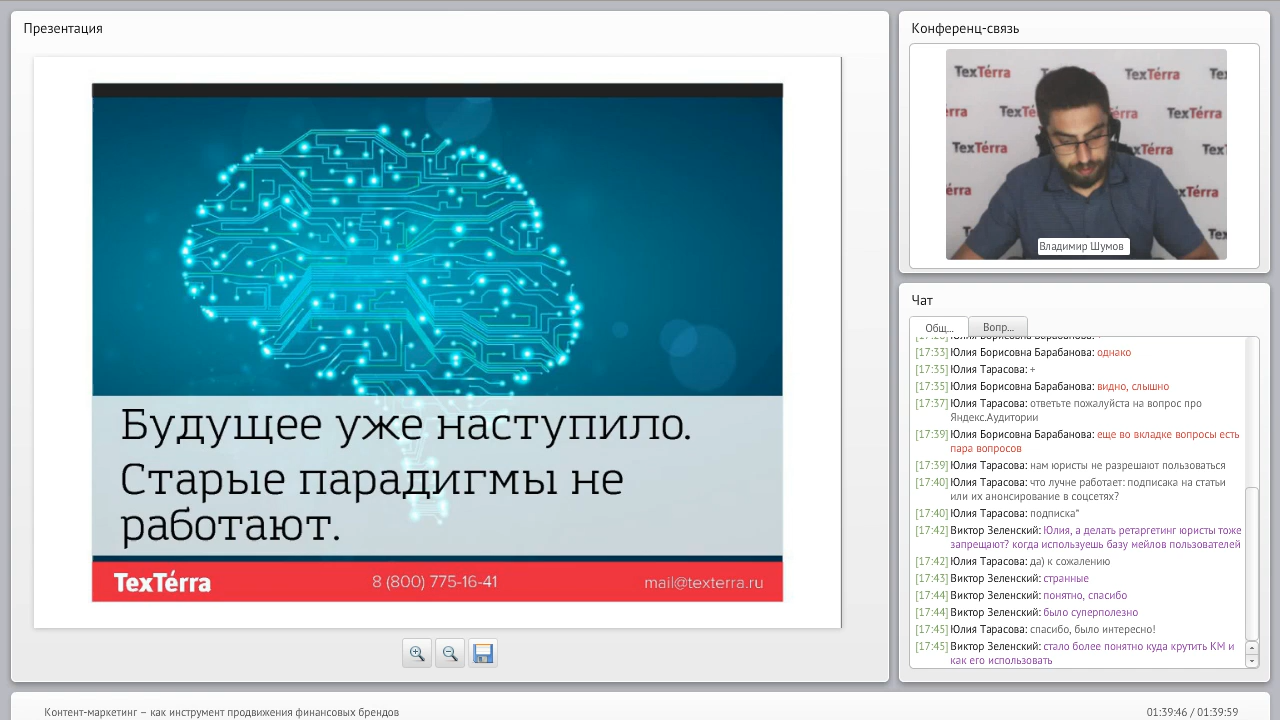 Презентация
Будущее уже наступило.
Старые парадигмы не
работают.
TexTérra
8 (800) 775-16-41
mail@texterra.ru
Конференц-связь
TexTérra
TexTérra
TexTérra
TexTérra
Владимир Шумов
Чат
Общ...
Вопр...
[17:33] Юлия Борисовна Барабанова: однако
[17:35] Юлия Тарасова: +
[17:35] Юлия Борисовна Барабанова: видно, слышно
[17:37] Юлия Тарасова: ответьте пожалуйста на вопрос про
Яндекс.Аудитории
[17:39] Юлия Борисовна Барабанова: еще во вкладке вопросы есть
пара вопросов
[17:39] Юлия Тарасова: нам юристы не разрешают пользоваться
[17:40] Юлия Тарасова: что лучне работает: подписака на статьи
или их анонсирование в соцсетях?
[17:40] Юлия Тарасова: подписка*
[17:42] Виктор Зеленский: Юлия, а делать ретаргетинг юристы тоже
запрещают? когда используешь базу мейлов пользователей
[17:42] Юлия Тарасова: да) к сожалению
[17:43] Виктор Зеленский: странные
[17:44] Виктор Зеленский: понятно, спасибо
[17:44] Виктор Зеленский: было суперполезно
[17:45] Юлия Тарасова: спасибо, было интересно!
[17:45] Виктор Зеленский: стало более понятно куда крутить КМ и
как его использовать
Контент-маркетинг – как инструмент продвижения финансовых брендов
01:39:46 / 01:39:59